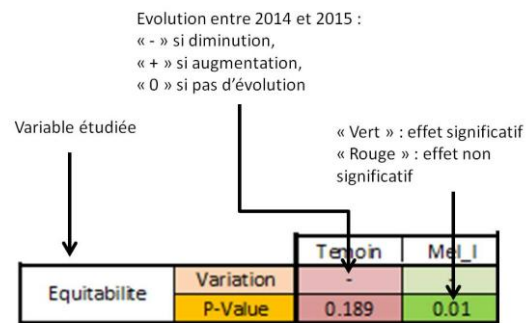 Evolution entre 2014 et 2015 :
« - » si diminution,
« + » si augmentation,
« 0 » si pas d’évolution
Variable étudiée
« Vert » : effet significatif
« Rouge » : effet non
significatif
Temoin Mel_I
Equitabilite Variation - -
P-Value 0.189 0.01